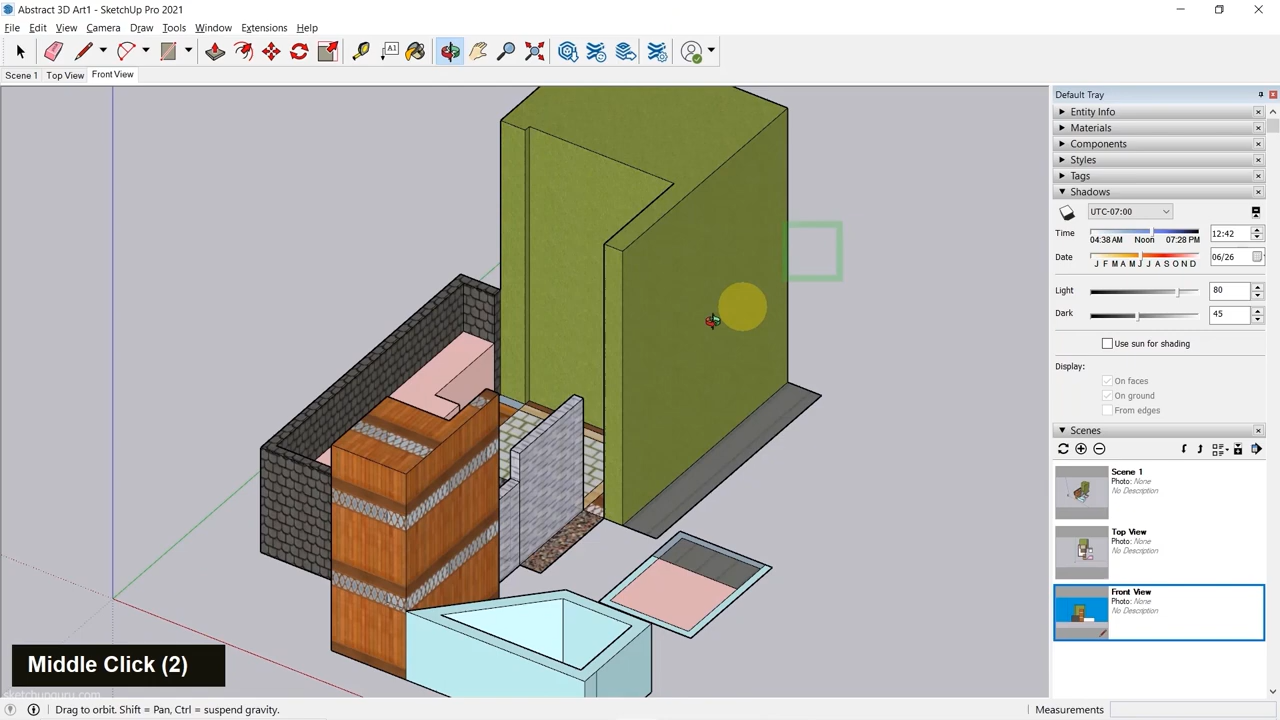 Abstract 3D Art1 - SketchUp Pro 2021
File Edit View Camera Draw Tools Window Extensions Help
A1
Scene 1 Top View Front View
Default Tray
Entity Info
Materials
Components
Styles
Tags
Shadows
UTC-07:00
Time
04:38 AM Noon 07:28 PM
12:42
Date
J F M A M J J A S O N D
06/26
Light
80
Dark
45
Use sun for shading
Display:
On faces
On ground
From edges
Scenes
Scene 1
Photo: None
No Description
Top View
Photo: None
No Description
Front View
Photo: None
No Description
Middle Click (2)
sketchupguru.com
Drag to orbit. Shift = Pan, Ctrl = suspend gravity.
Measurements